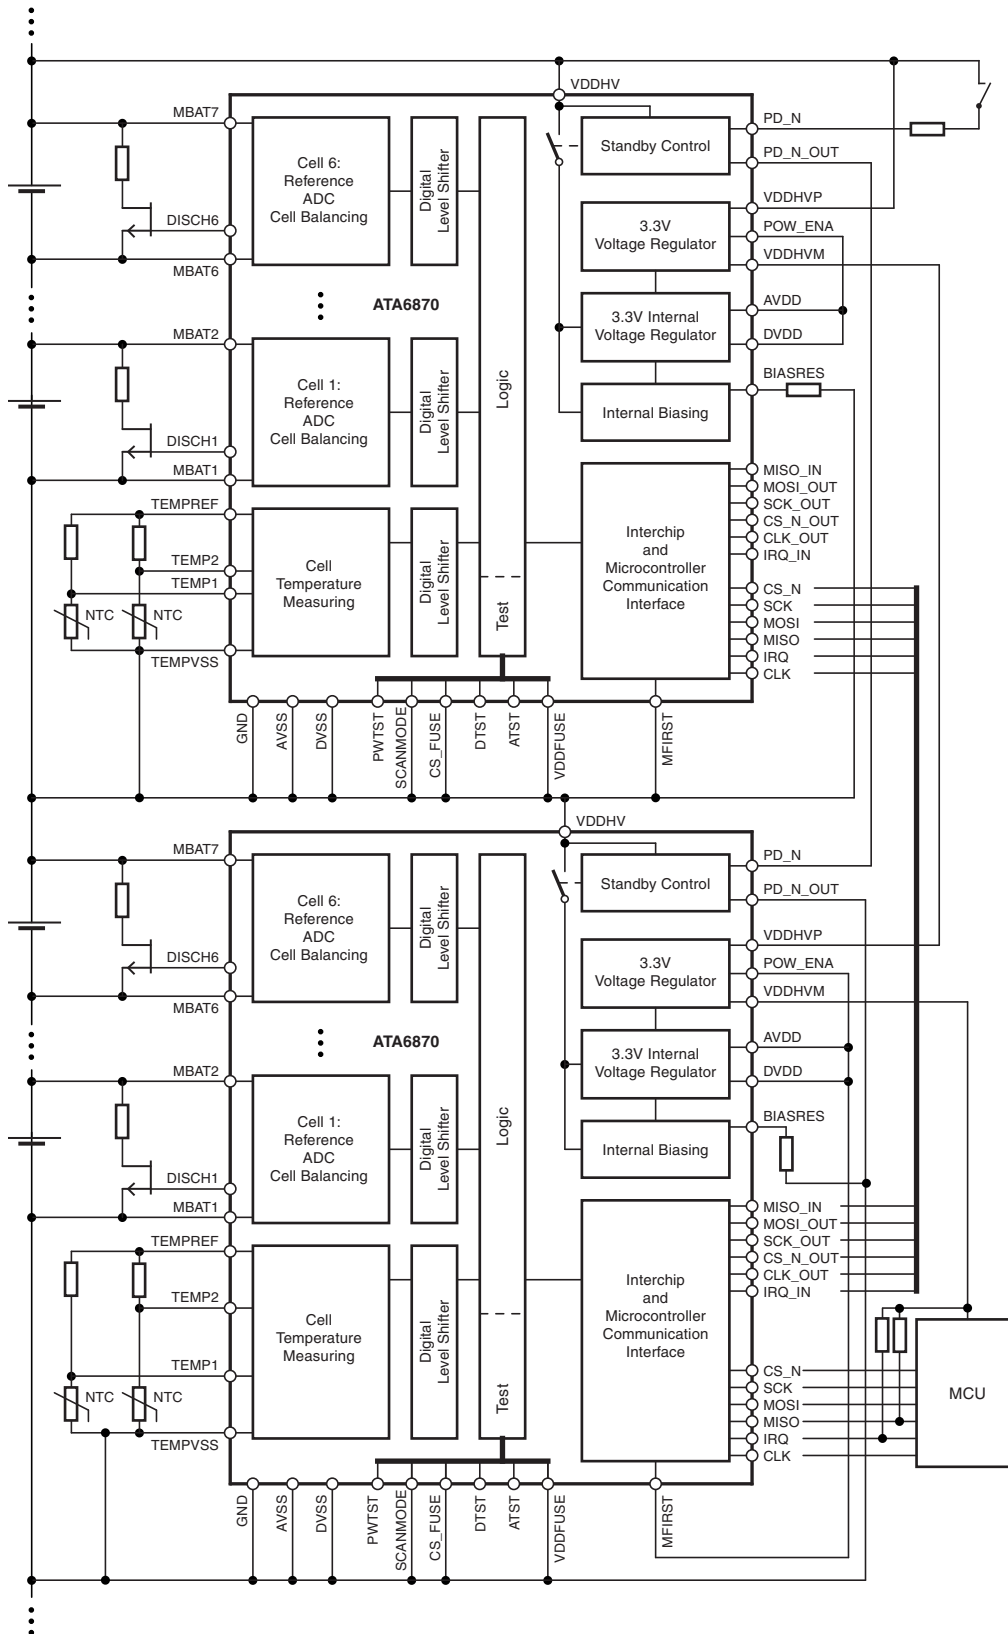 VDDHV
MBAT7
Cell 6:
Reference
ADC
Cell Balancing
Digital
Level Shifter
Standby Control
PD_N
PD_N_OUT
DISCH6
MBAT6
3.3V
Voltage Regulator
VDDHVP
POW_ENA
VDDHVM
ATA6870
3.3V Internal
Voltage Regulator
AVDD
DVDD
MBAT2
Cell 1:
Reference
ADC
Cell Balancing
Digital
Level Shifter
Logic
Internal Biasing
BIASRES
DISCH1
MBAT1
TEMPREF
TEMP2
TEMP1
NTC
NTC
TEMPVSS
Cell
Temperature
Measuring
Digital
Level Shifter
Test
Interchip
and
Microcontroller
Communication
Interface
MISO_IN
MOSI_OUT
SCK_OUT
CS_N_OUT
CLK_OUT
IRQ_IN
CS_N
SCK
MOSI
MISO
IRQ
CLK
GND
AVSS
DVSS
PWTST
SCANMODE
CS_FUSE
DTST
ATST
VDDFUSE
MFIRST
VDDHV
MBAT7
Cell 6:
Reference
ADC
Cell Balancing
Digital
Level Shifter
Standby Control
PD_N
PD_N_OUT
DISCH6
MBAT6
3.3V
Voltage Regulator
VDDHVP
POW_ENA
VDDHVM
ATA6870
3.3V Internal
Voltage Regulator
AVDD
DVDD
MBAT2
Cell 1:
Reference
ADC
Cell Balancing
Digital
Level Shifter
Logic
Internal Biasing
BIASRES
DISCH1
MBAT1
TEMPREF
TEMP2
TEMP1
NTC
NTC
TEMPVSS
Cell
Temperature
Measuring
Digital
Level Shifter
Test
Interchip
and
Microcontroller
Communication
Interface
MISO_IN
MOSI_OUT
SCK_OUT
CS_N_OUT
CLK_OUT
IRQ_IN
CS_N
SCK
MOSI
MISO
IRQ
CLK
MCU
GND
AVSS
DVSS
PWTST
SCANMODE
CS_FUSE
DTST
ATST
VDDFUSE
MFIRST